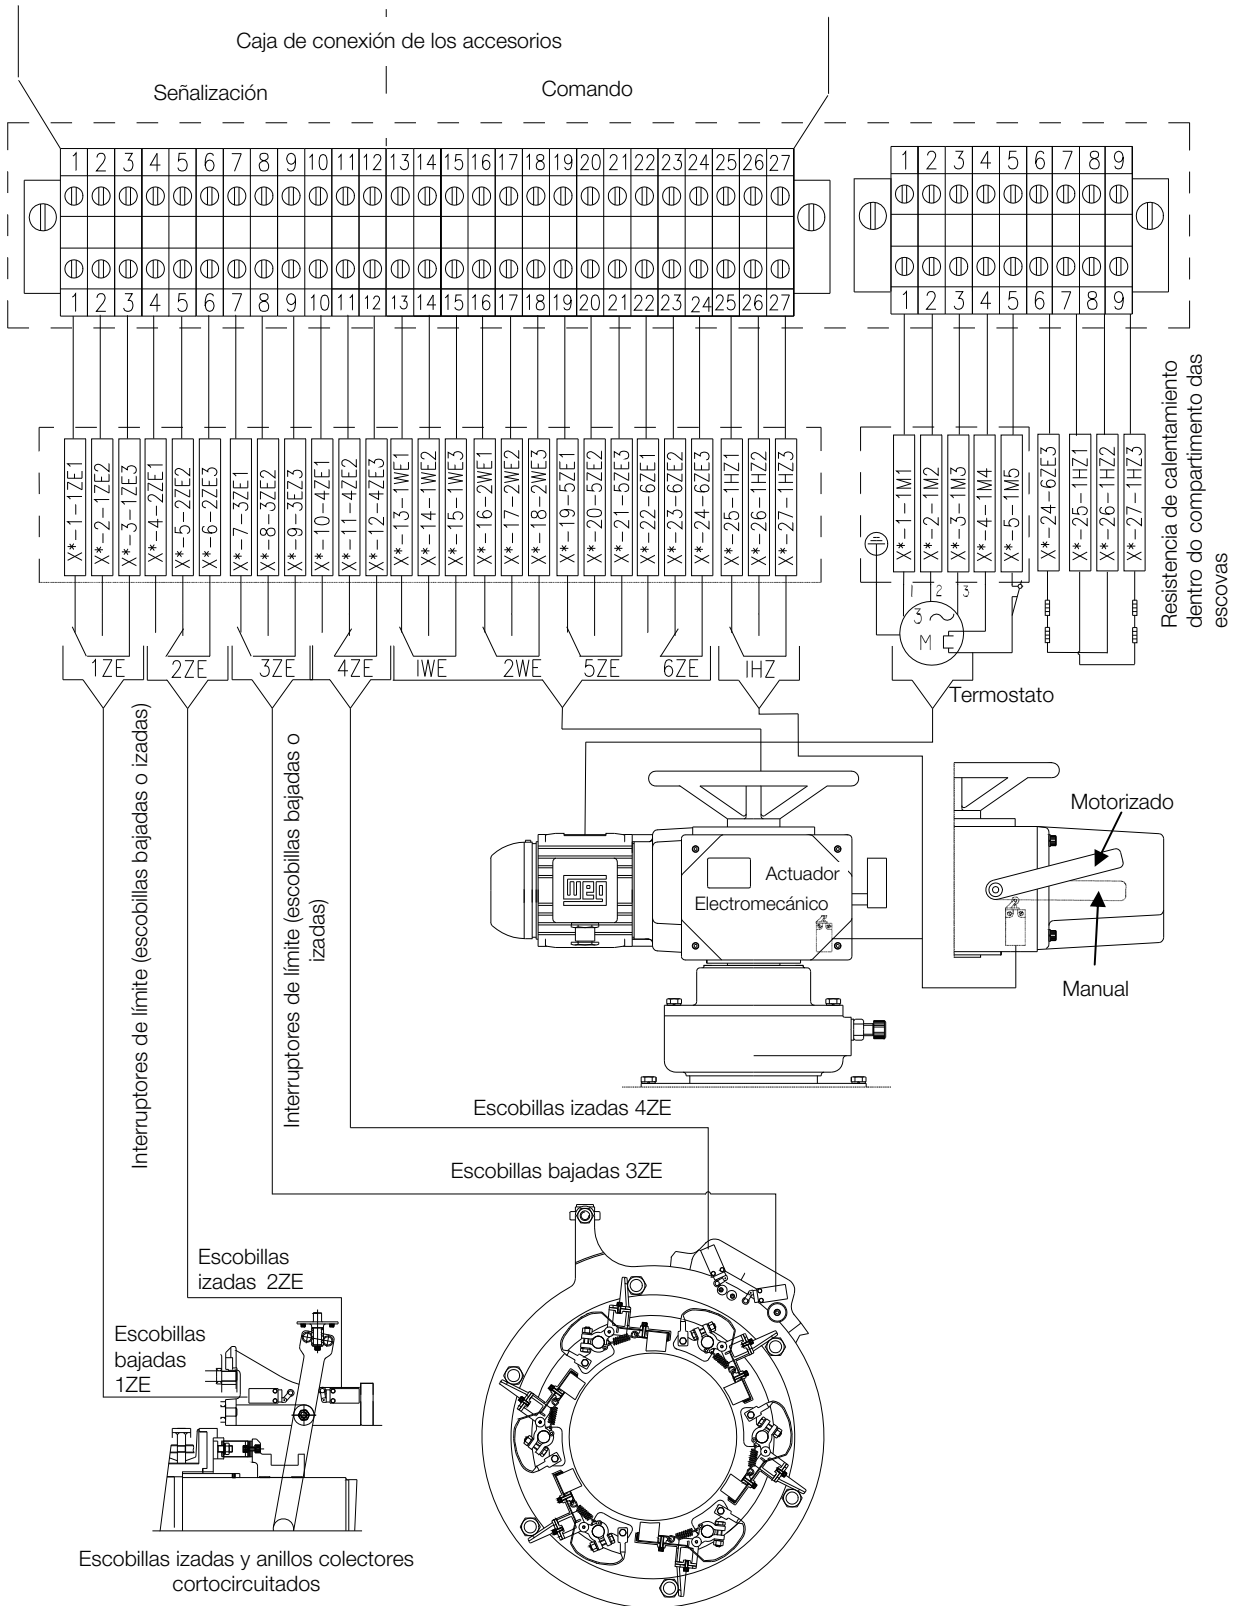 Caja de conexión de los accesorios
Señalización
Comando
1 2 3 4 5 6 7 8 9 10 11 12 13 14 15 16 17 18 19 20 21 22 23 24 25 26 27
1 2 3 4 5 6 7 8 9
1 2 3 4 5 6 7 8 9 10 11 12 13 14 15 16 17 18 19 20 21 22 23 24 25 26 27
1 2 3 4 5 6 7 8 9
X*-1-1ZE1
X*-2-1ZE2
X*-3-1ZE3
X*-4-2ZE1
X*-5-2ZE2
X*-6-2ZE3
X*-7-3ZE1
X*-8-3ZE2
X*-9-3EZ3
X*-10-4ZE1
X*-11-4ZE2
X*-12-4ZE3
X*-13-1WE1
X*-14-1WE2
X*-15-1WE3
X*-16-2WE1
X*-17-2WE2
X*-18-2WE3
X*-19-5ZE1
X*-20-5ZE2
X*-21-5ZE3
X*-22-6ZE1
X*-23-6ZE2
X*-24-6ZE3
X*-25-1HZ1
X*-26-1HZ2
X*-27-1HZ3
X*-1-1M1
X*-2-1M2
X*-3-1M3
X*-4-1M4
X*-5-1M5
X*-24-6ZE3
X*-25-1HZ1
X*-26-1HZ2
X*-27-1HZ3
Resistencia de calentamiento
dentro do compartimento das
escovas
1 2 3
3 ~
M
1ZE 2ZE 3ZE 4ZE 1WE 2WE 5ZE 6ZE 1HZ
Termostato
Interruptores de límite (escobillas bajadas o izadas)
Interruptores de límite (escobillas bajadas o
izadas)
Motorizado
Manual
WEG
Actuador
Electromecánico
Escobillas izadas 4ZE
Escobillas bajadas 3ZE
Escobillas
izadas 2ZE
Escobillas
bajadas
1ZE
Escobillas izadas y anillos colectores
cortocircuitados